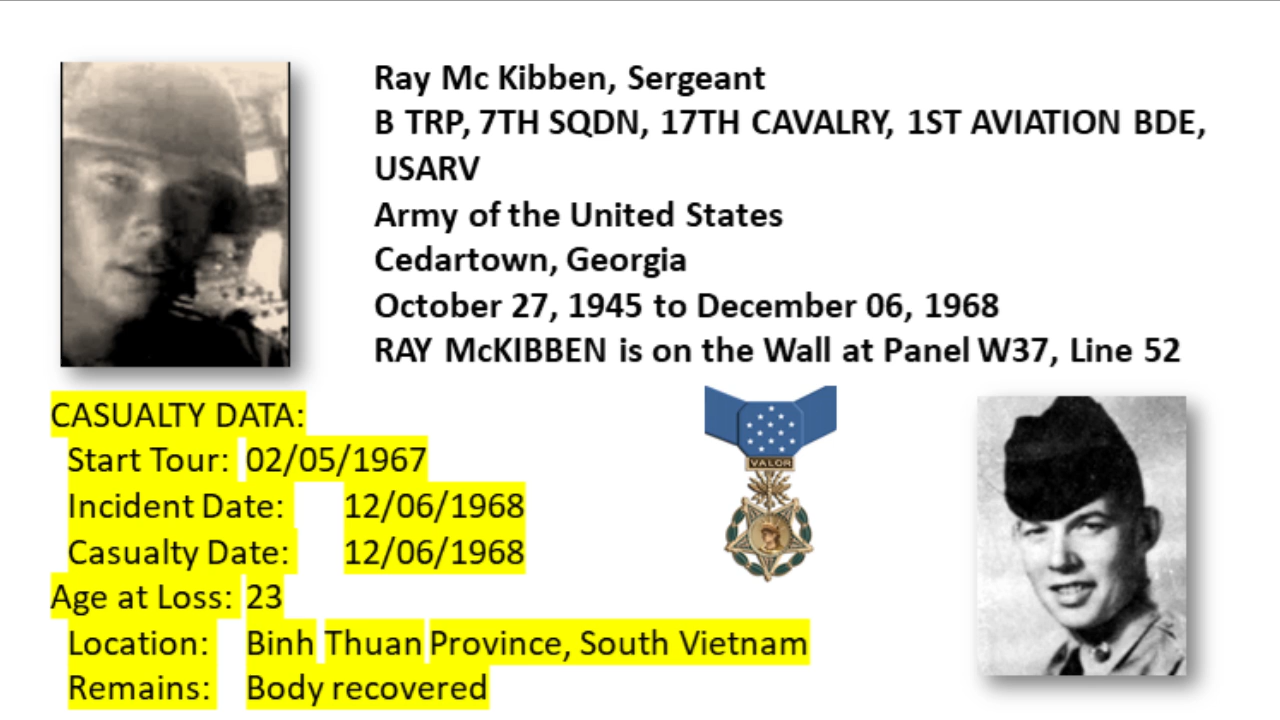 Ray Mc Kibben, Sergeant
B TRP, 7TH SQDN, 17TH CAVALRY, 1ST AVIATION BDE,
USARV
Army of the United States
Cedartown, Georgia
October 27, 1945 to December 06, 1968
RAY McKIBBEN is on the Wall at Panel W37, Line 52
CASUALTY DATA:
Start Tour: 02/05/1967
Incident Date: 12/06/1968
Casualty Date: 12/06/1968
Age at Loss: 23
Location: Binh Thuan Province, South Vietnam
Remains: Body recovered
VALOR